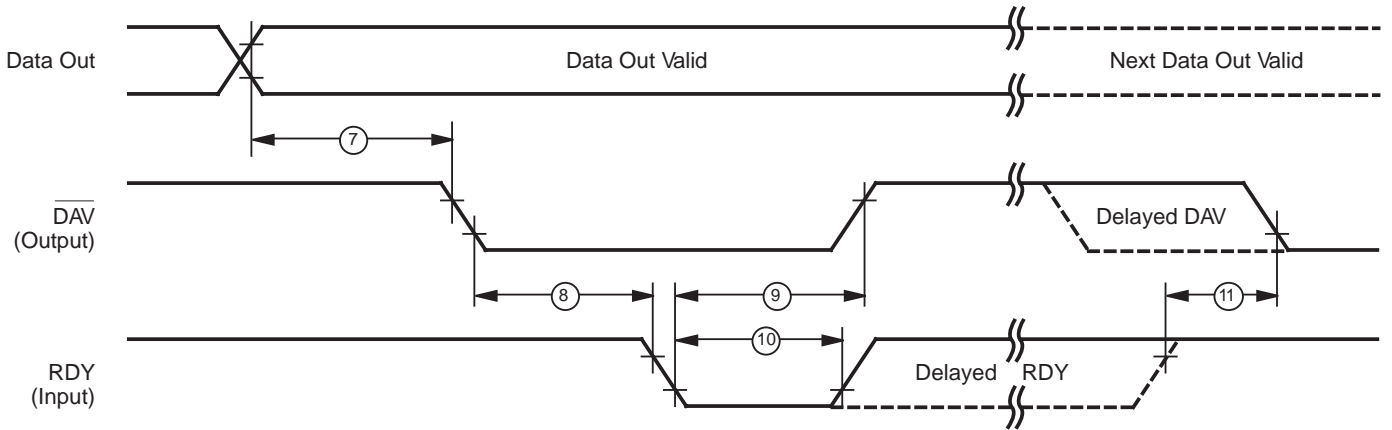 Data Out
Data Out Valid
Next Data Out Valid
7
DAV
(Output)
Delayed DAV
8
9
11
10
RDY
(Input)
Delayed RDY